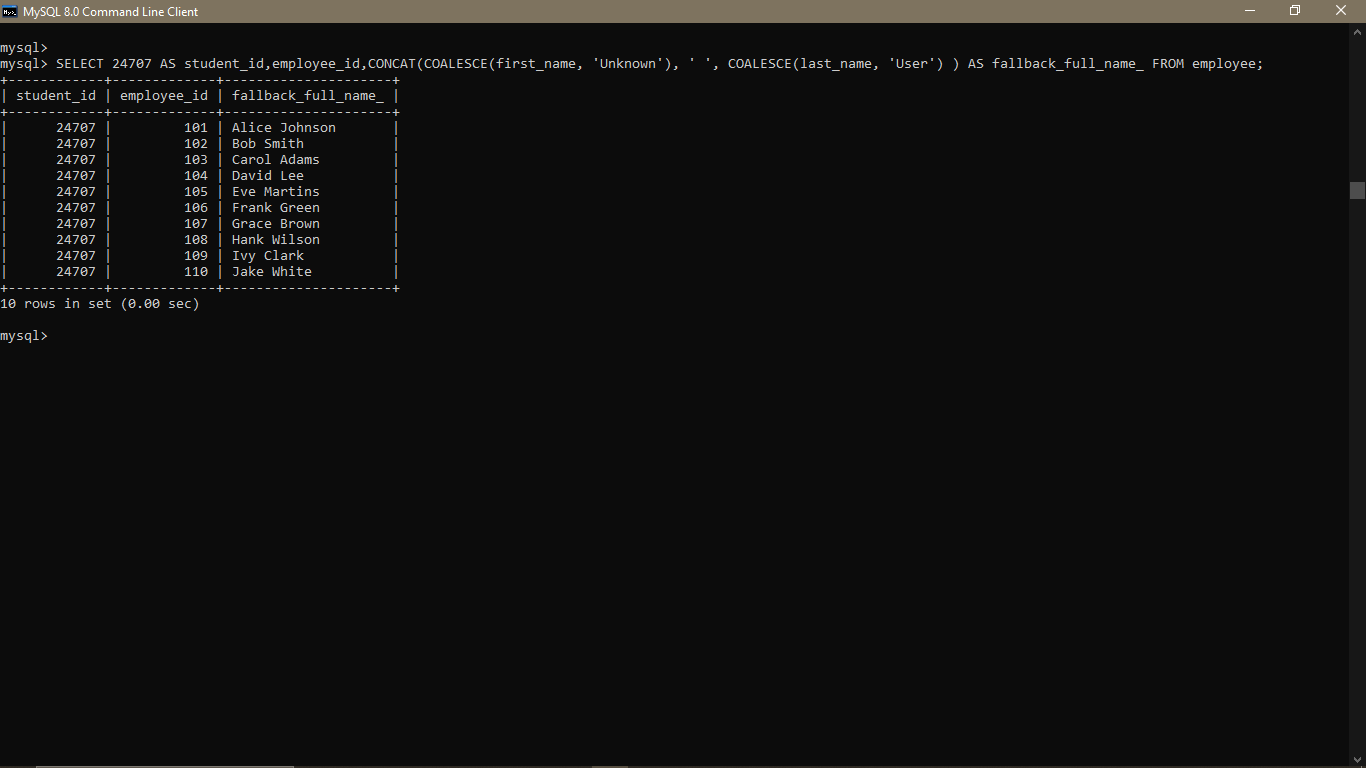 MySQL 8.0 Command Line Client
mysql>
mysql> SELECT 24707 AS student_id,employee_id,CONCAT(COALESCE(first_name, 'Unknown'), ' ', COALESCE(last_name, 'User') ) AS fallback_full_name_ FROM employee;
+------------+-------------+---------------------+
| student_id | employee_id | fallback_full_name_ |
+------------+-------------+---------------------+
|      24707 |         101 | Alice Johnson       |
|      24707 |         102 | Bob Smith           |
|      24707 |         103 | Carol Adams         |
|      24707 |         104 | David Lee           |
|      24707 |         105 | Eve Martins         |
|      24707 |         106 | Frank Green         |
|      24707 |         107 | Grace Brown         |
|      24707 |         108 | Hank Wilson         |
|      24707 |         109 | Ivy Clark           |
|      24707 |         110 | Jake White          |
+------------+-------------+---------------------+
10 rows in set (0.00 sec)
mysql>